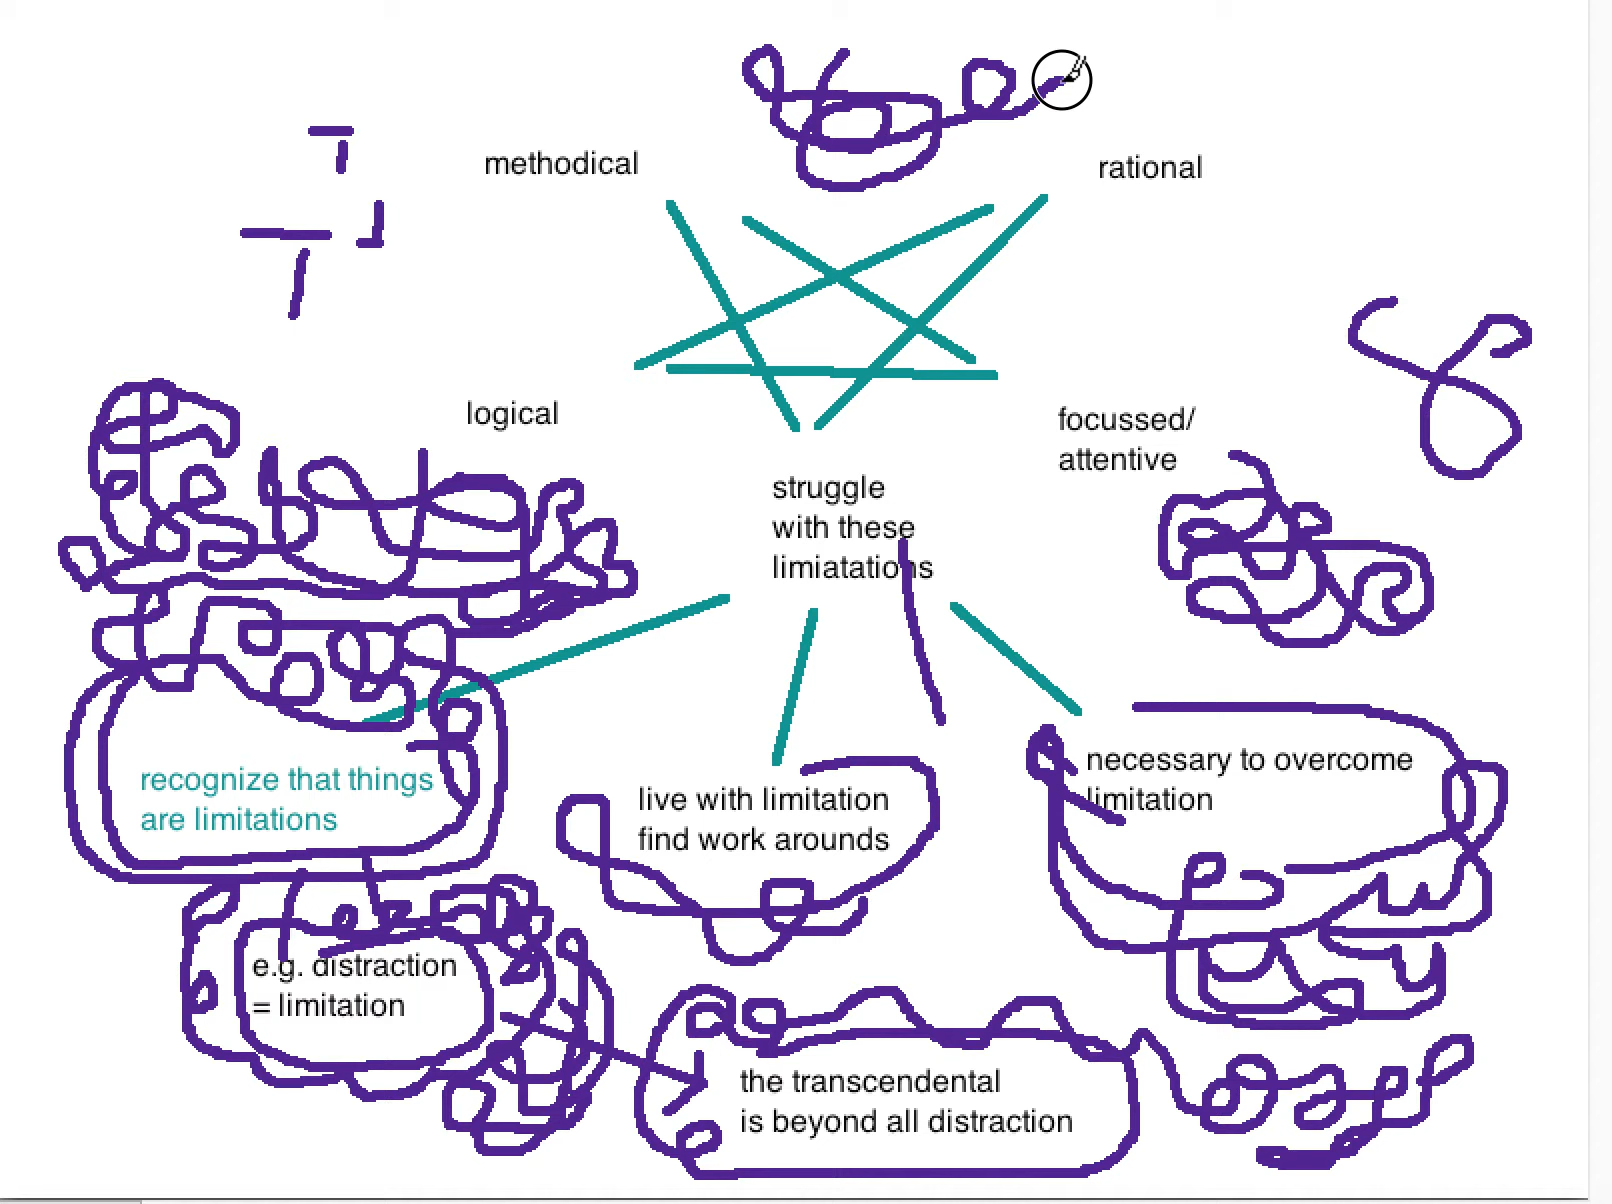 methodical
rational
logical
focussed/
attentive
struggle
with these
limiatations
recognize that things
are limitations
live with limitation
find work arounds
necessary to overcome
limitation
e.g. distraction
= limitation
the transcendental
is beyond all distraction